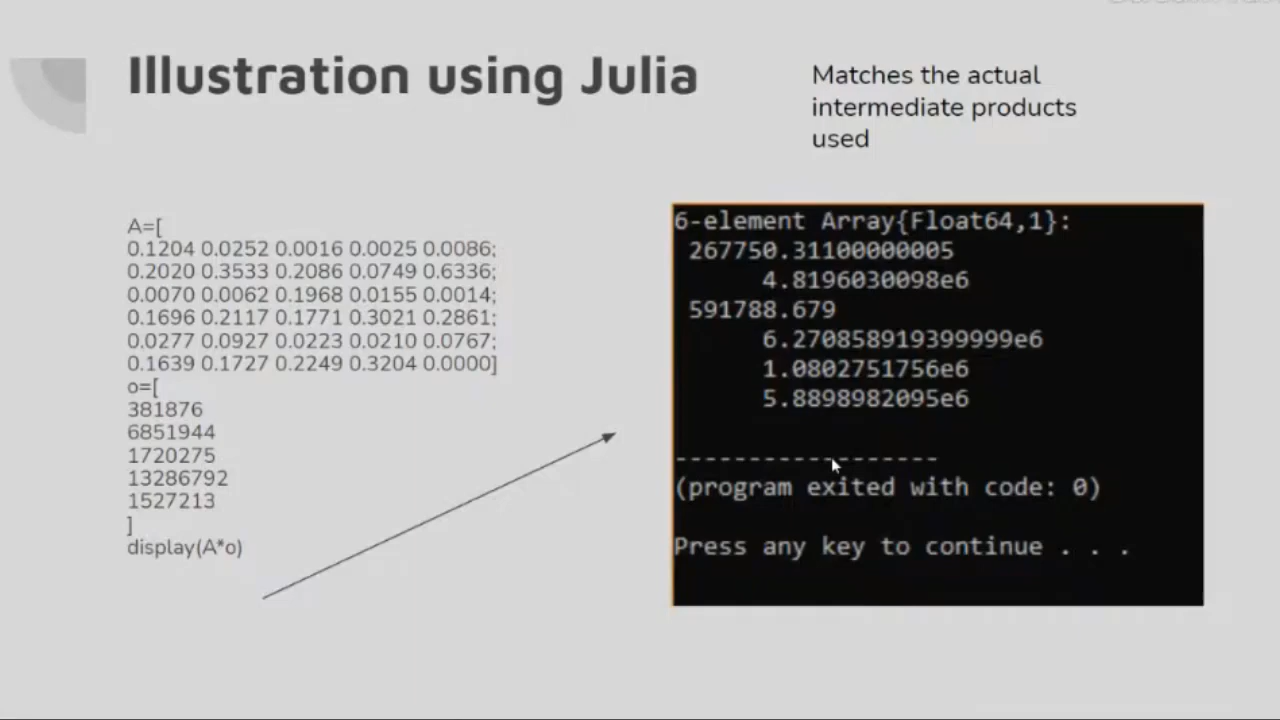 Illustration using Julia
Matches the actual
intermediate products
used
A=[
0.1204 0.0252 0.0016 0.0025 0.0086;
0.2020 0.3533 0.2086 0.0749 0.6336;
0.0070 0.0062 0.1968 0.0155 0.0014;
0.1696 0.2117 0.1771 0.3021 0.2861;
0.0277 0.0927 0.0223 0.0210 0.0767;
0.1639 0.1727 0.2249 0.3204 0.0000]
o=[
381876
6851944
1720275
13286792
1527213
]
display(A*o)
6-element Array{Float64,1}:
267750.31100000005
4.8196030098e6
591788.679
6.270858919399999e6
1.0802751756e6
5.8898982095e6
------------------
(program exited with code: 0)
Press any key to continue . . .